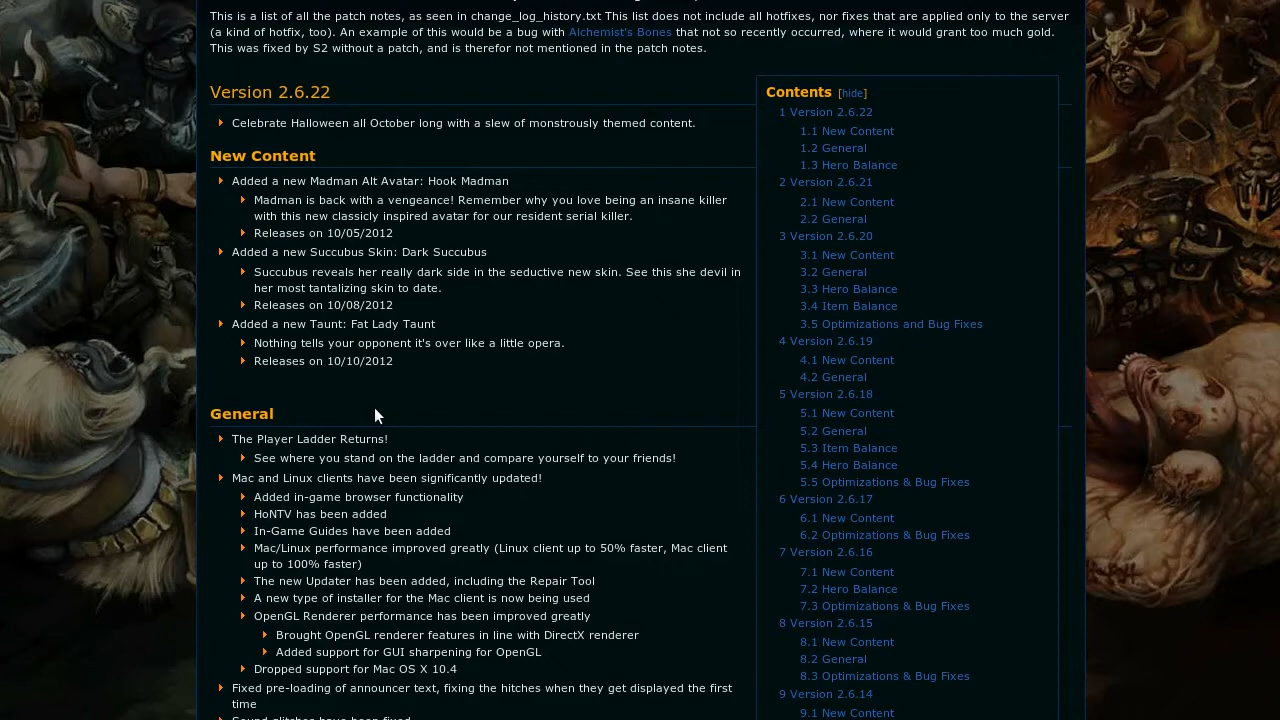 This is a list of all the patch notes, as seen in change_log_history.txt This list does not include all hotfixes, nor fixes that are applied only to the server
(a kind of hotfix, too). An example of this would be a bug with Alchemist's Bones that not so recently occurred, where it would grant too much gold.
This was fixed by S2 without a patch, and is therefor not mentioned in the patch notes.
Version 2.6.22
Celebrate Halloween all October long with a slew of monstrously themed content.
New Content
Added a new Madman Alt Avatar: Hook Madman
Madman is back with a vengeance! Remember why you love being an insane killer
with this new classicly inspired avatar for our resident serial killer.
Releases on 10/05/2012
Added a new Succubus Skin: Dark Succubus
Succubus reveals her really dark side in the seductive new skin. See this she devil in
her most tantalizing skin to date.
Releases on 10/08/2012
Added a new Taunt: Fat Lady Taunt
Nothing tells your opponent it's over like a little opera.
Releases on 10/10/2012
General
The Player Ladder Returns!
See where you stand on the ladder and compare yourself to your friends!
Mac and Linux clients have been significantly updated!
Added in-game browser functionality
HoNTV has been added
In-Game Guides have been added
Mac/Linux performance improved greatly (Linux client up to 50% faster, Mac client
up to 100% faster)
The new Updater has been added, including the Repair Tool
A new type of installer for the Mac client is now being used
OpenGL Renderer performance has been improved greatly
Brought OpenGL renderer features in line with DirectX renderer
Added support for GUI sharpening for OpenGL
Dropped support for Mac OS X 10.4
Fixed pre-loading of announcer text, fixing the hitches when they get displayed the first
time
Sound glitches have been fixed
Contents [hide]
1 Version 2.6.22
1.1 New Content
1.2 General
1.3 Hero Balance
2 Version 2.6.21
2.1 New Content
2.2 General
3 Version 2.6.20
3.1 New Content
3.2 General
3.3 Hero Balance
3.4 Item Balance
3.5 Optimizations and Bug Fixes
4 Version 2.6.19
4.1 New Content
4.2 General
5 Version 2.6.18
5.1 New Content
5.2 General
5.3 Item Balance
5.4 Hero Balance
5.5 Optimizations & Bug Fixes
6 Version 2.6.17
6.1 New Content
6.2 Optimizations & Bug Fixes
7 Version 2.6.16
7.1 New Content
7.2 Hero Balance
7.3 Optimizations & Bug Fixes
8 Version 2.6.15
8.1 New Content
8.2 General
8.3 Optimizations & Bug Fixes
9 Version 2.6.14
9.1 New Content